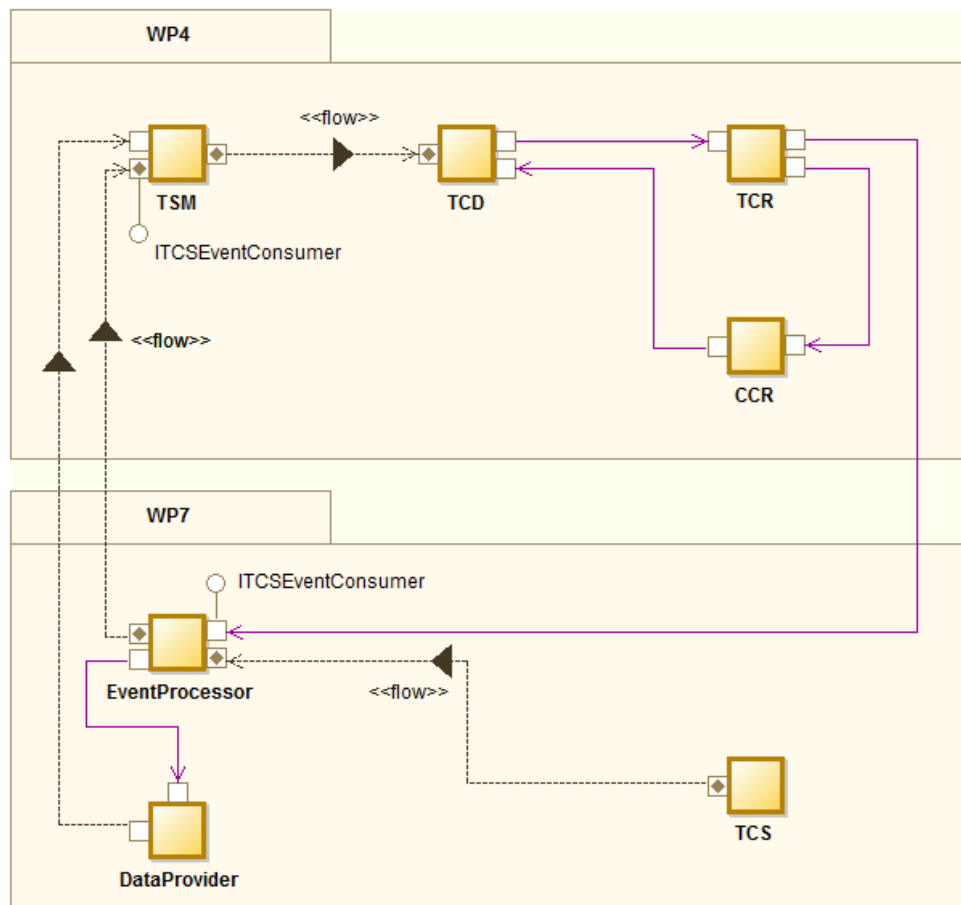 WP4
<<flow>>
TSM
TCD
TCR
ITCSEventConsumer
<<flow>>
CCR
WP7
ITCSEventConsumer
EventProcessor
<<flow>>
TCS
DataProvider